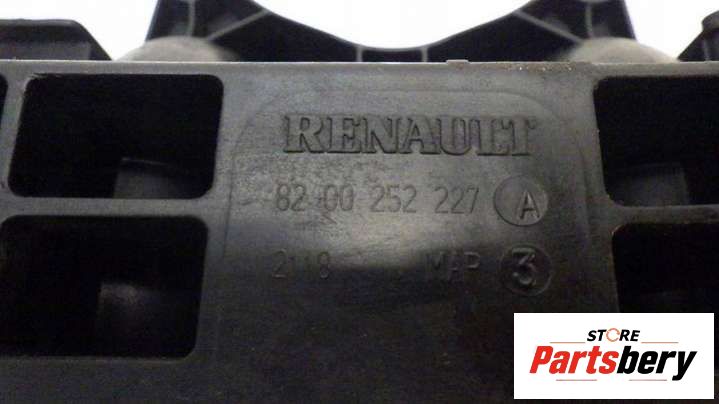 RENAULT
82 00 252 227 A
2118 MAP 3
STORE
Partsbery